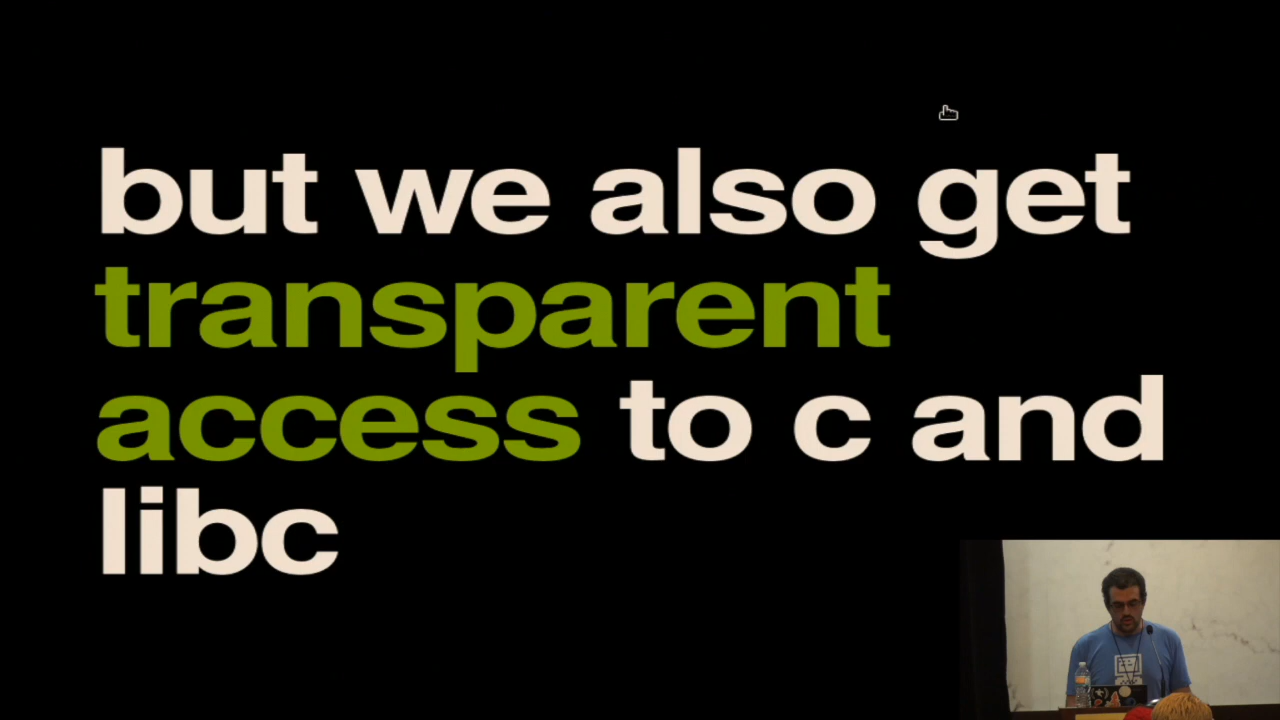 but we also get
transparent
access to c and
libc